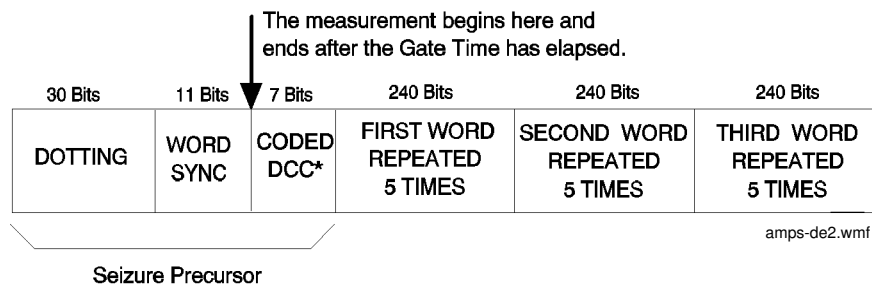 The measurement begins here and
ends after the Gate Time has elapsed.
30 Bits 11 Bits 7 Bits 240 Bits 240 Bits 240 Bits
DOTTING
WORD
SYNC
CODED
DCC*
FIRST WORD
REPEATED
5 TIMES
SECOND WORD
REPEATED
5 TIMES
THIRD WORD
REPEATED
5 TIMES
amps-de2.wmf
Seizure Precursor